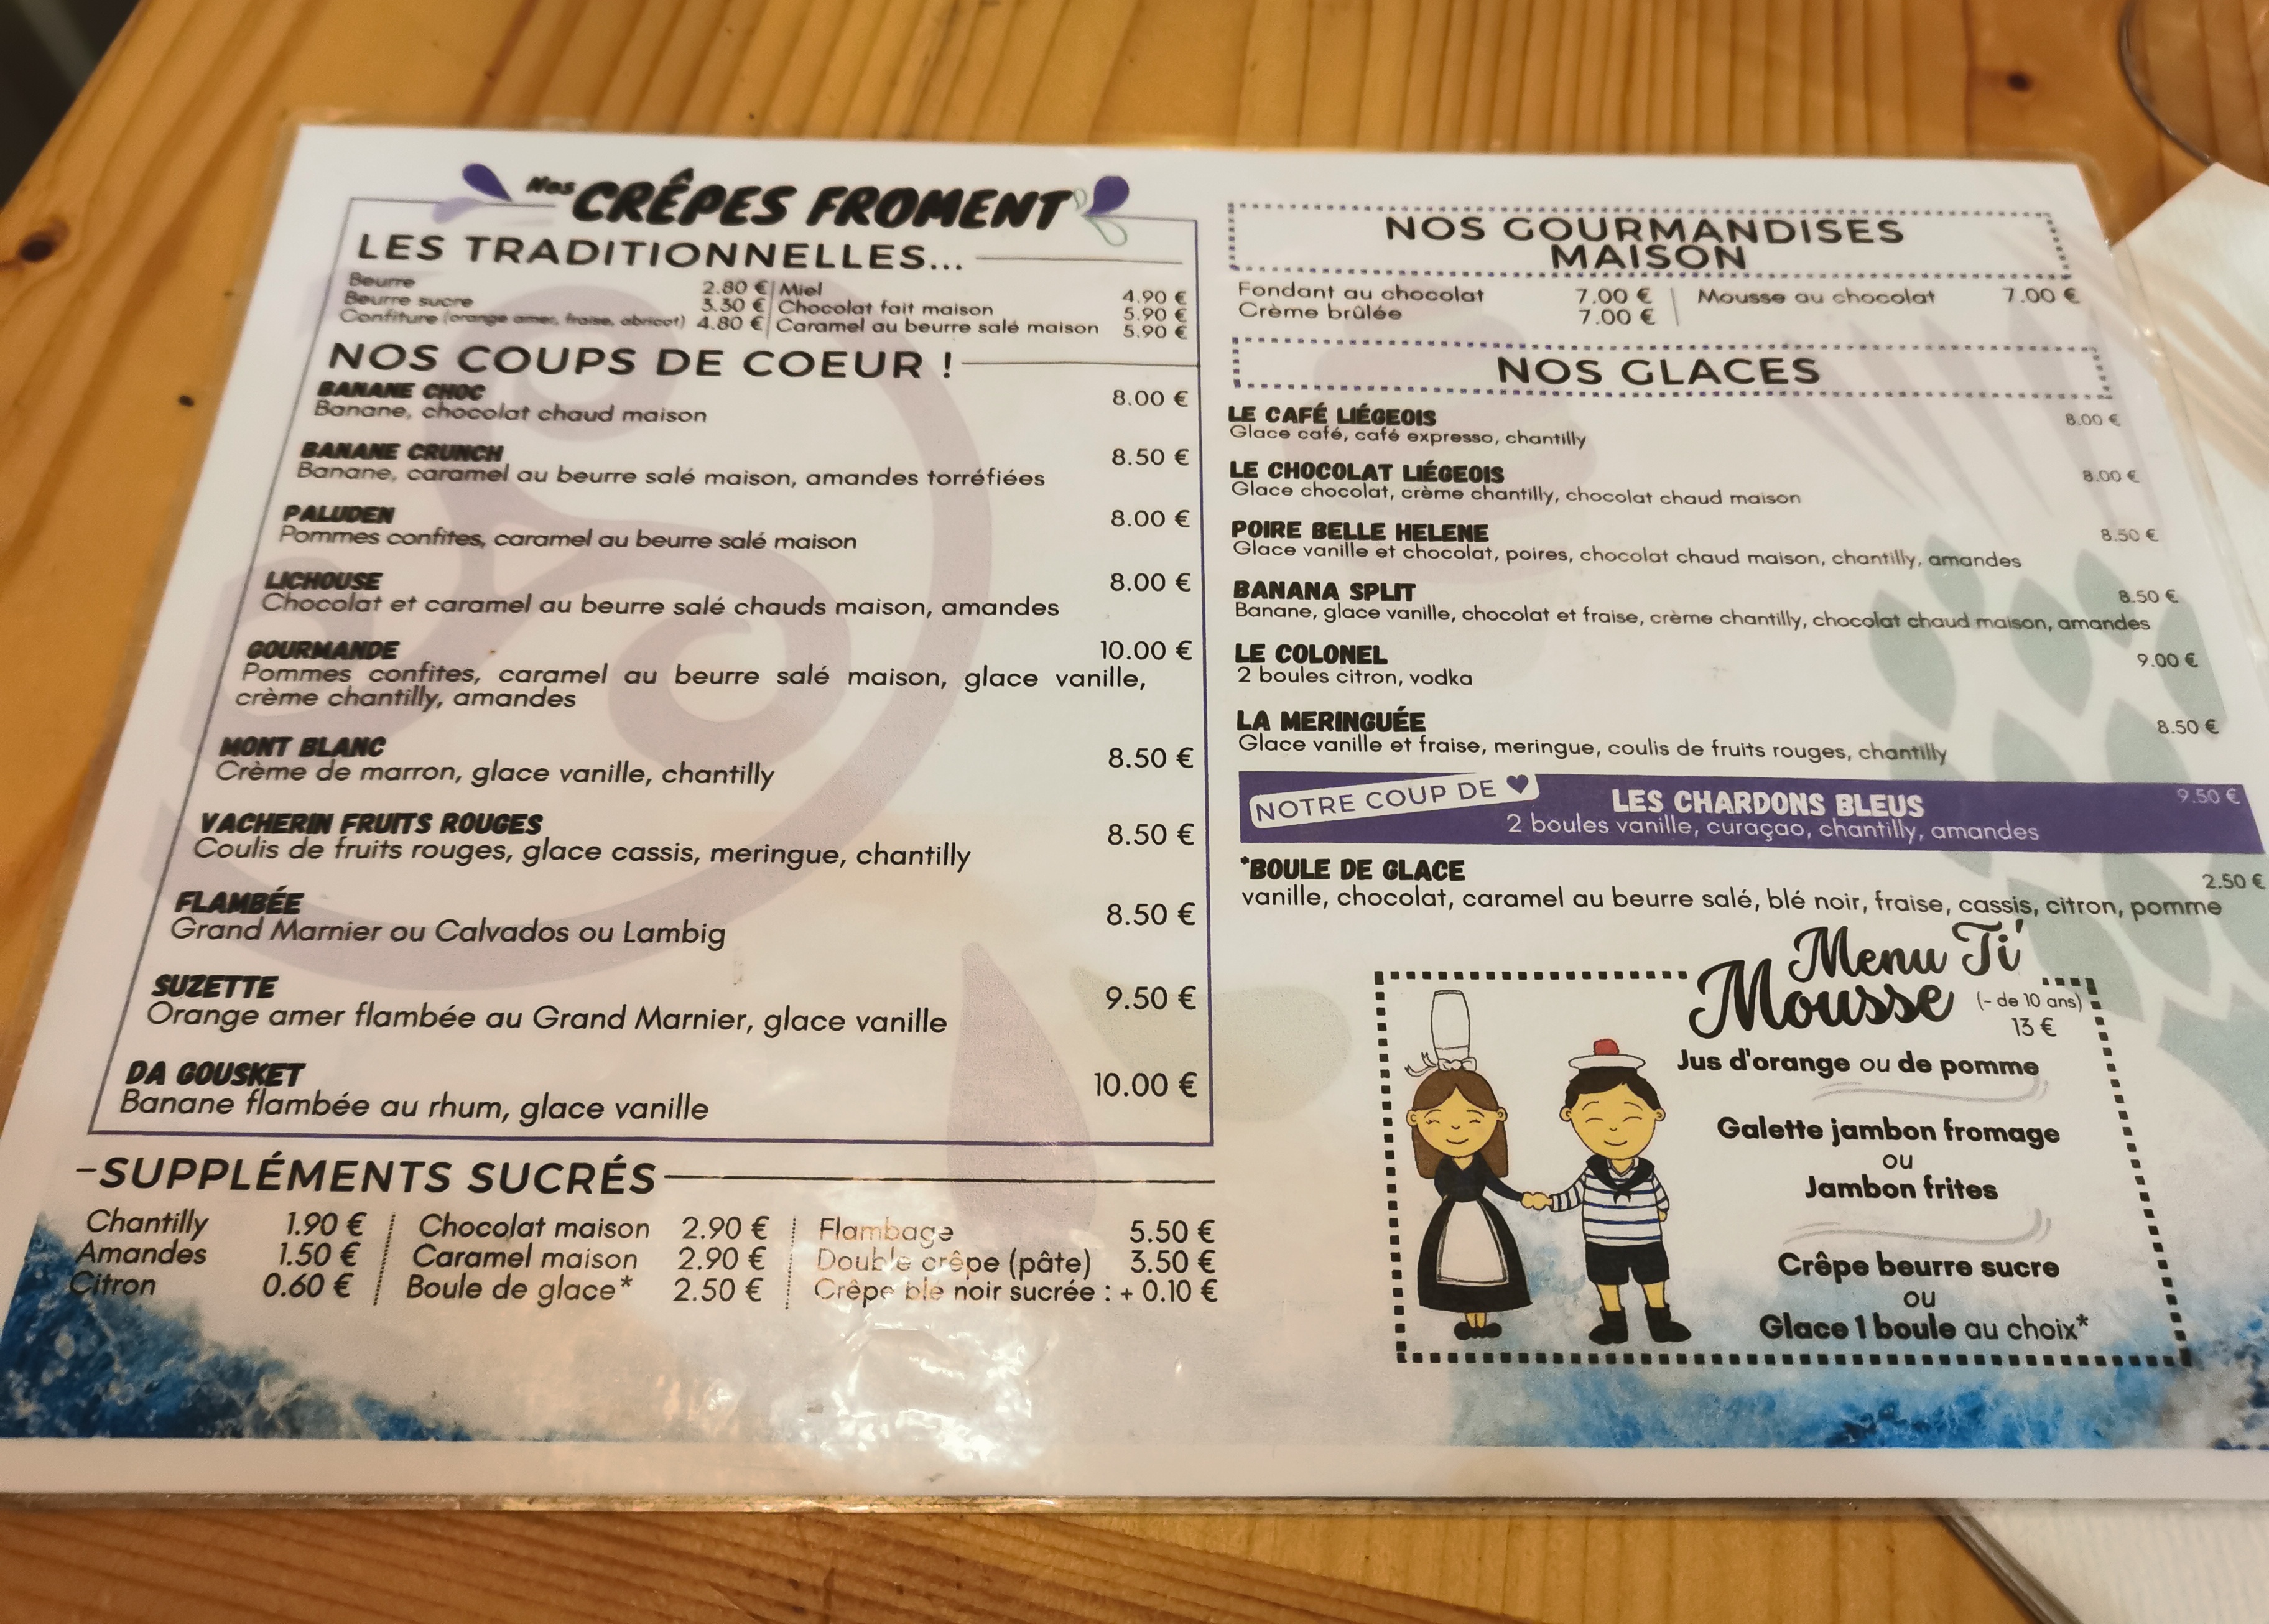 Nos CRÊPES FROMENT
LES TRADITIONNELLES...
Beurre 2.80 € | Miel 4.90 €
Beurre sucre 3.30 € | Chocolat fait maison 5.90 €
Confiture (orange amer, fraise, abricot) 4.80 € | Caramel au beurre salé maison 5.90 €
NOS COUPS DE COEUR !
BANANE CHOC 8.00 €
Banane, chocolat chaud maison
BANANE CRUNCH 8.50 €
Banane, caramel au beurre salé maison, amandes torréfiées
PALUDEN 8.00 €
Pommes confites, caramel au beurre salé maison
LICHOUSE 8.00 €
Chocolat et caramel au beurre salé chauds maison, amandes
GOURMANDE 10.00 €
Pommes confites, caramel au beurre salé maison, glace vanille,
crème chantilly, amandes
MONT BLANC 8.50 €
Crème de marron, glace vanille, chantilly
VACHERIN FRUITS ROUGES 8.50 €
Coulis de fruits rouges, glace cassis, meringue, chantilly
FLAMBÉE 8.50 €
Grand Marnier ou Calvados ou Lambig
SUZETTE 9.50 €
Orange amer flambée au Grand Marnier, glace vanille
DA GOUSKET 10.00 €
Banane flambée au rhum, glace vanille
-SUPPLÉMENTS SUCRÉS
Chantilly 1.90 € | Chocolat maison 2.90 € | Flambage 5.50 €
Amandes 1.50 € | Caramel maison 2.90 € | Double crêpe (pâte) 3.50 €
Citron 0.60 € | Boule de glace* 2.50 € | Crêpe blé noir sucrée : + 0.10 €
NOS GOURMANDISES
MAISON
Fondant au chocolat 7.00 € | Mousse au chocolat 7.00 €
Crème brûlée 7.00 €
NOS GLACES
LE CAFÉ LIÉGEOIS 8.00 €
Glace café, café expresso, chantilly
LE CHOCOLAT LIÉGEOIS 8.00 €
Glace chocolat, crème chantilly, chocolat chaud maison
POIRE BELLE HELENE 8.50 €
Glace vanille et chocolat, poires, chocolat chaud maison, chantilly, amandes
BANANA SPLIT 8.50 €
Banane, glace vanille, chocolat et fraise, crème chantilly, chocolat chaud maison, amandes
LE COLONEL 9.00 €
2 boules citron, vodka
LA MERINGUÉE 8.50 €
Glace vanille et fraise, meringue, coulis de fruits rouges, chantilly
NOTRE COUP DE ♥ LES CHARDONS BLEUS 9.50 €
2 boules vanille, curaçao, chantilly, amandes
*BOULE DE GLACE 2.50 €
vanille, chocolat, caramel au beurre salé, blé noir, fraise, cassis, citron, pomme
Menu Ti'
Mousse (- de 10 ans)
13 €
Jus d'orange ou de pomme
Galette jambon fromage
ou
Jambon frites
Crêpe beurre sucre
ou
Glace 1 boule au choix*